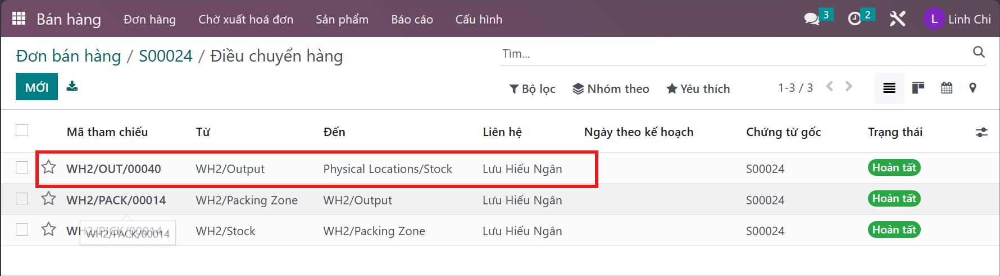 Bán hàng Đơn hàng Chờ xuất hoá đơn Sản phẩm Báo cáo Cấu hình 3 2 L Linh Chi
Đơn bán hàng / S00024 / Điều chuyển hàng Tìm...
MỚI Bộ lọc Nhóm theo Yêu thích 1-3 / 3
Mã tham chiếu Từ Đến Liên hệ Ngày theo kế hoạch Chứng từ gốc Trạng thái
WH2/OUT/00040 WH2/Output Physical Locations/Stock Lưu Hiếu Ngân S00024 Hoàn tất
WH2/PACK/00014 WH2/Packing Zone WH2/Output Lưu Hiếu Ngân S00024 Hoàn tất
WH2/PICK/00014 WH2/Stock WH2/Packing Zone Lưu Hiếu Ngân S00024 Hoàn tất
WH2/PACK/00014